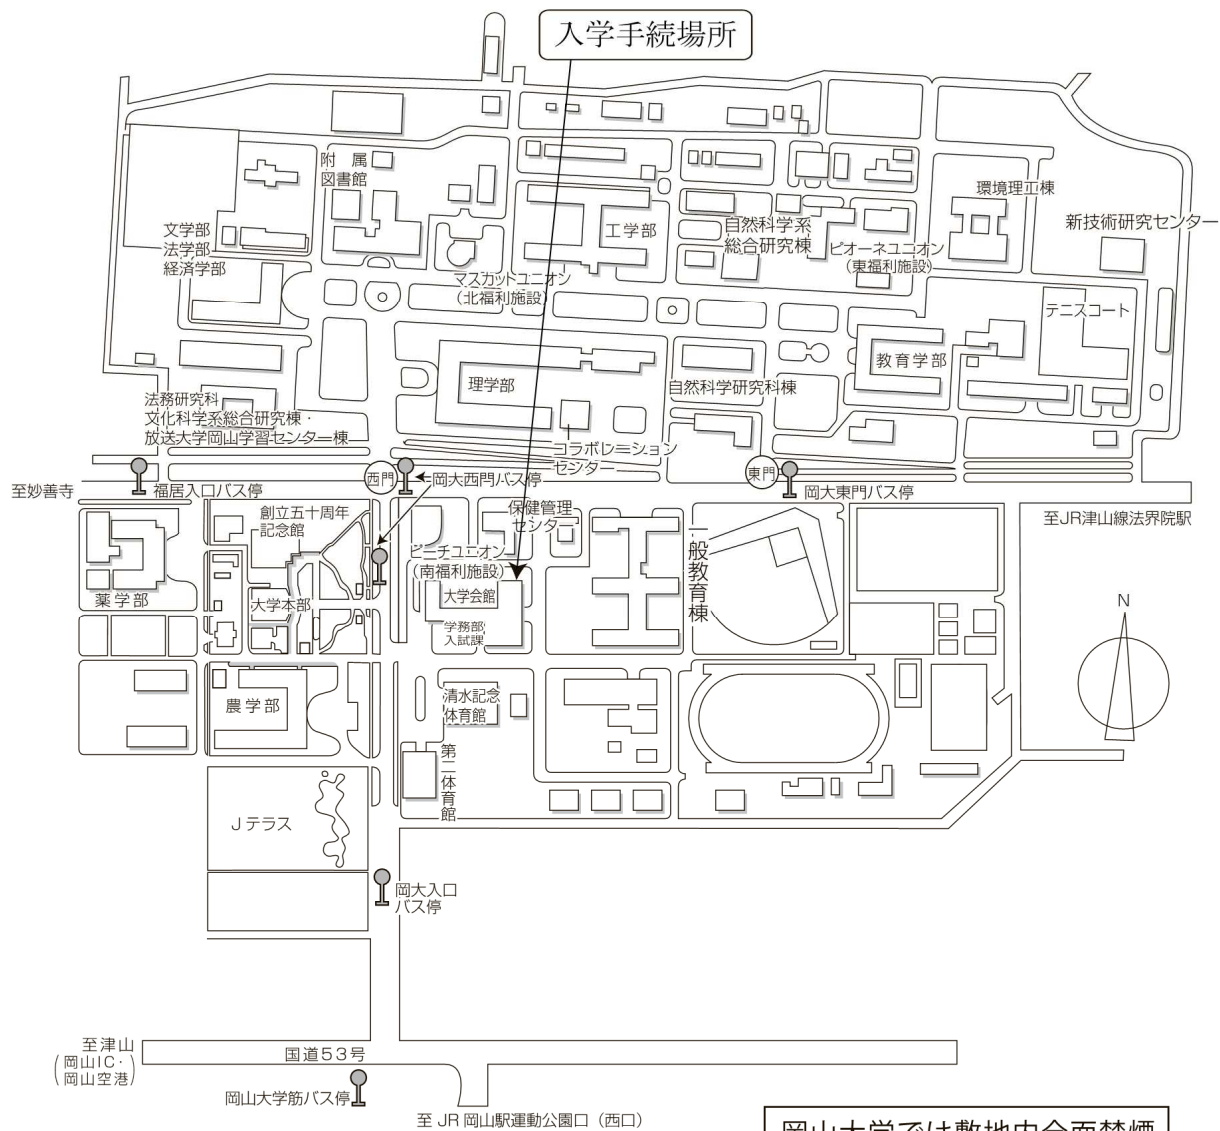 入学手続場所
附　属
図書館
環境理工棟
新技術研究センター
文学部
法学部
経済学部
工学部
自然科学系
総合研究棟
ピオーネユニオン
(東福利施設)
マスカットユニオン
(北福利施設)
テニスコート
教育学部
理学部
自然科学研究科棟
法務研究科
文化科学系総合研究棟・
放送大学岡山学習センター棟
コラボレーション
センター
西門
東門
岡大西門バス停
至妙善寺
福居入口バス停
岡大東門バス停
至JR津山線法界院駅
創立五十周年
記念館
保健管理
センター
ピーチユニオン
(南福利施設)
一般教育棟
薬学部
大学本部
大学会館
学務部
入試課
N
農学部
清水記念
体育館
第二体育館
Jテラス
岡大入口
バス停
至津山
(岡山IC・
岡山空港)
国道53号
岡山大学筋バス停
至 JR 岡山駅運動公園口 (西口)
岡山大学では敷地内全面禁煙